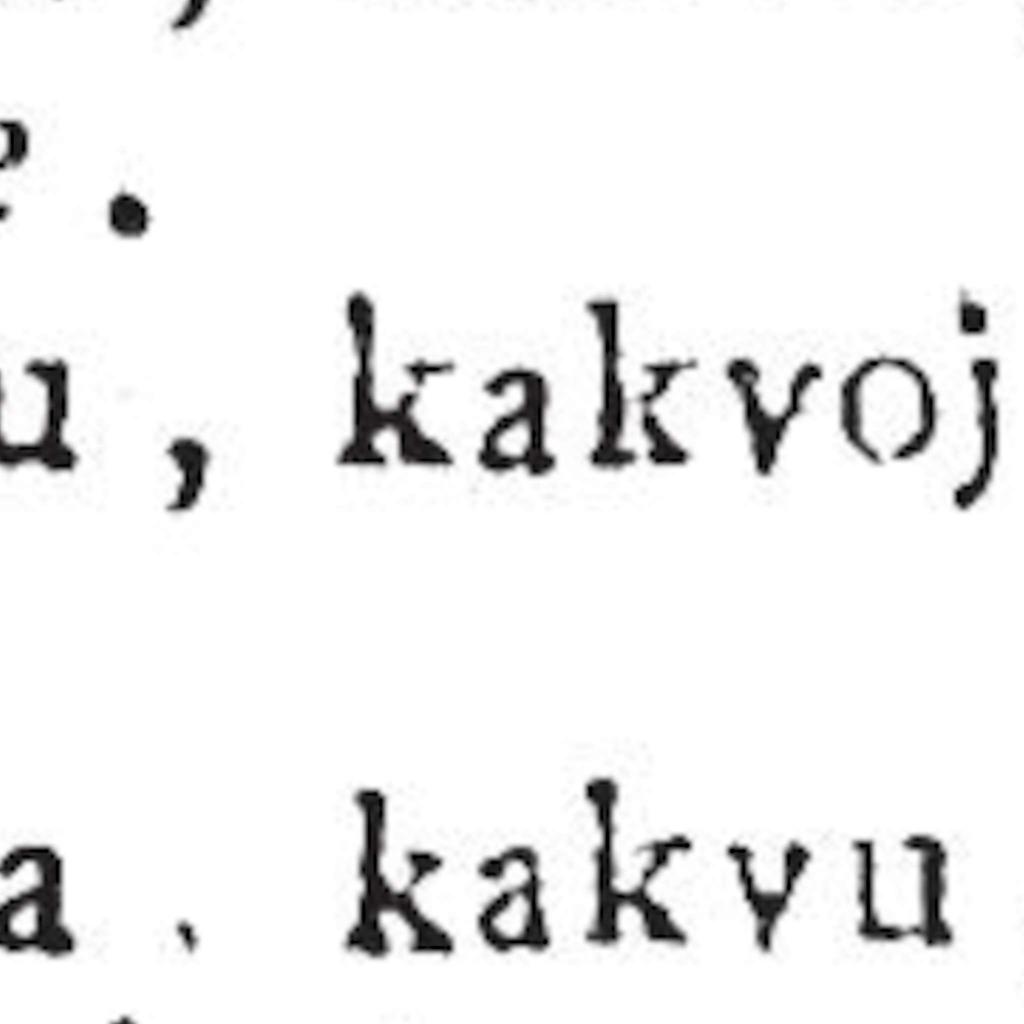 .
u , kakvoj
a , kakvu